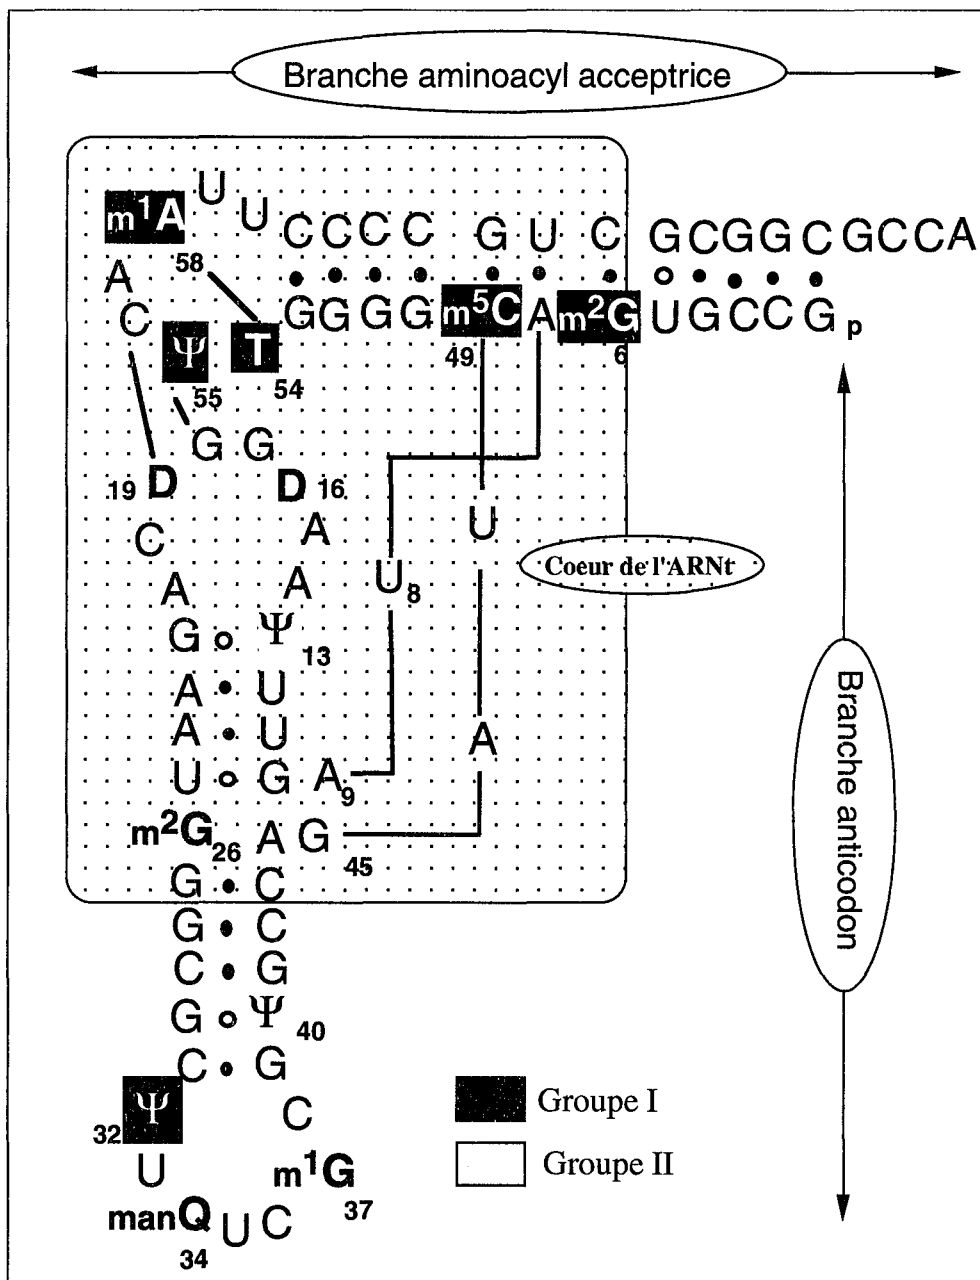 Branche aminoacyl acceptrice
m1A U U C C C C G U C G C G G C G C C A
58
A
C Ψ T G G G G m5C A m2G U G C C G p
55 54 49 6
G G
19 D D 16
C A U
Coeur de l'ARNt
A A U8
G Ψ 13
A U
A U A
U G A9
m2G26 A G 45
G C
G C
C G
G Ψ 40
C G
32 Ψ C
U m1G 37
manQ U C
34
Groupe I
Groupe II
Branche anticodon